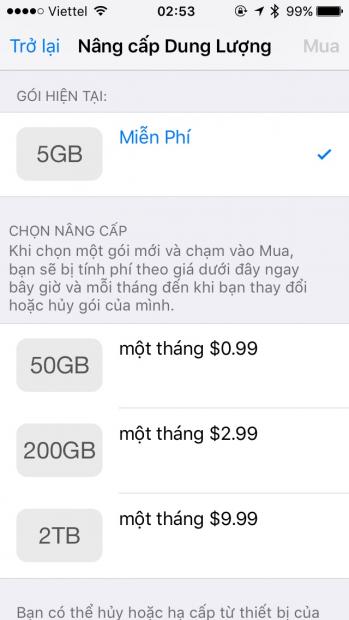 Viettel 02:53 99%
Trở lại Nâng cấp Dung Lượng Mua
GÓI HIỆN TẠI:
5GB Miễn Phí
CHỌN NÂNG CẤP
Khi chọn một gói mới và chạm vào Mua,
bạn sẽ bị tính phí theo giá dưới đây ngay
bây giờ và mỗi tháng đến khi bạn thay đổi
hoặc hủy gói của mình.
50GB một tháng $0.99
200GB một tháng $2.99
2TB một tháng $9.99
Bạn có thể hủy hoặc hạ cấp từ thiết bị của